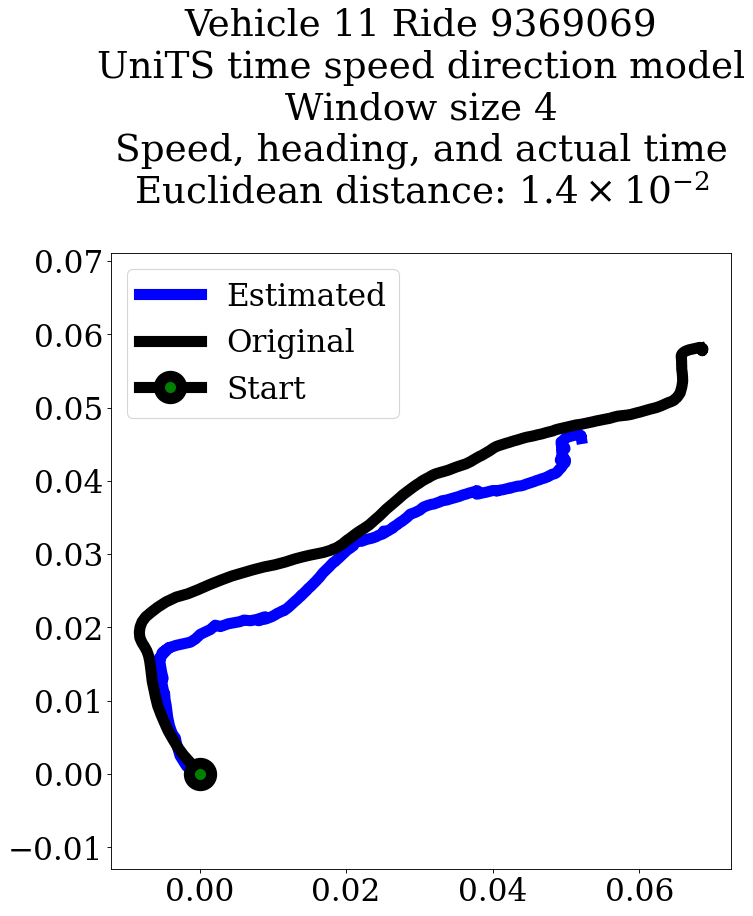 Vehicle 11 Ride 9369069
UniTS time speed direction model
Window size 4
Speed, heading, and actual time
Euclidean distance: 1.4 × 10⁻²
0.07
0.06
0.05
0.04
0.03
0.02
0.01
0.00
−0.01
Estimated
Original
Start
0.00 0.02 0.04 0.06